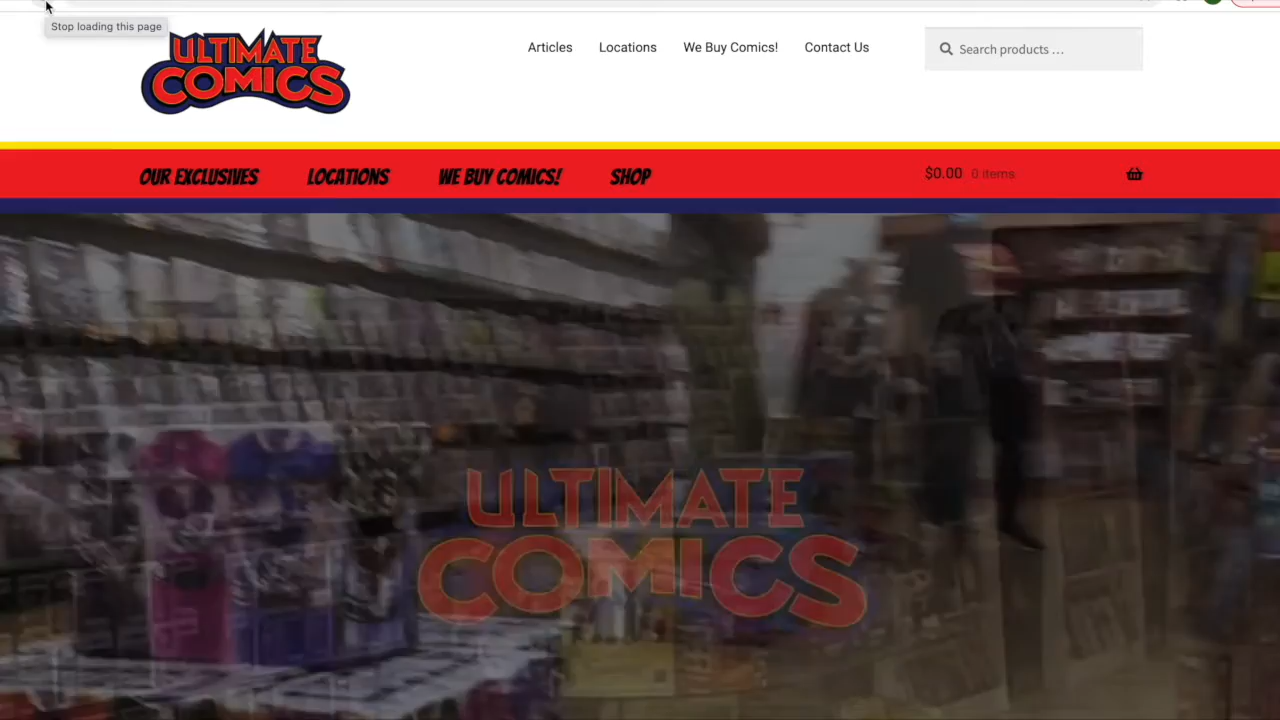 Stop loading this page
ULTIMATE
COMICS
Articles Locations We Buy Comics! Contact Us
Search products ...
OUR EXCLUSIVES LOCATIONS WE BUY COMICS! SHOP
$0.00 0 items
ULTIMATE
COMICS